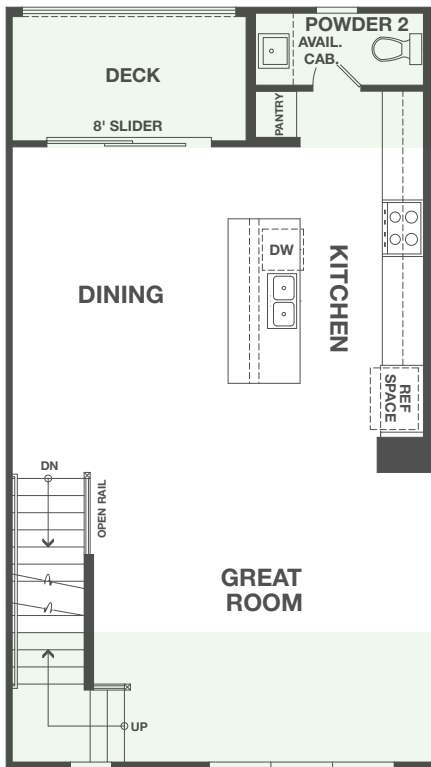 POWDER 2
AVAIL.
CAB.
DECK
PANTRY
8' SLIDER
DW
KITCHEN
DINING
REF
SPACE
DN
OPEN RAIL
GREAT
ROOM
UP